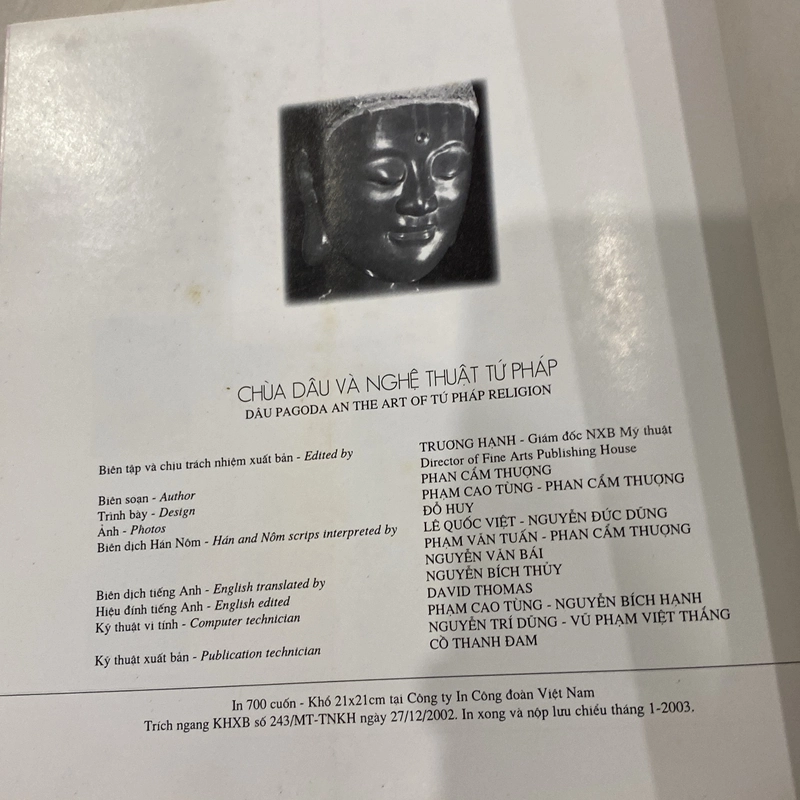 CHÙA DÂU VÀ NGHỆ THUẬT TỨ PHÁP
DÂU PAGODA AN THE ART OF TỨ PHÁP RELIGION
Biên tập và chịu trách nhiệm xuất bản - Edited by
TRƯƠNG HẠNH - Giám đốc NXB Mỹ thuật
Director of Fine Arts Publishing House
Biên soạn - Author
PHAN CẨM THƯỢNG
Trình bày - Design
PHẠM CAO TÙNG - PHAN CẨM THƯỢNG
Ảnh - Photos
ĐỖ HUY
Biên dịch Hán Nôm - Hán and Nôm scrips interpreted by
LÊ QUỐC VIỆT - NGUYỄN ĐỨC DŨNG
PHẠM VĂN TUẤN - PHAN CẨM THƯỢNG
NGUYỄN VĂN BÁI
Biên dịch tiếng Anh - English translated by
NGUYỄN BÍCH THỦY
Hiệu đính tiếng Anh - English edited
DAVID THOMAS
Kỹ thuật vi tính - Computer technician
PHẠM CAO TÙNG - NGUYỄN BÍCH HẠNH
NGUYỄN TRÍ DŨNG - VŨ PHẠM VIỆT THẮNG
Kỹ thuật xuất bản - Publication technician
CỒ THANH ĐAM
In 700 cuốn - Khổ 21x21cm tại Công ty In Công đoàn Việt Nam
Trích ngang KHXB số 243/MT-TNKH ngày 27/12/2002. In xong và nộp lưu chiểu tháng 1-2003.